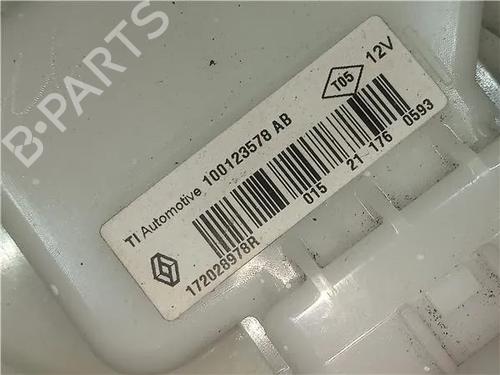 B-PARTS
TI Automotive 100123578 AB
T05
12V
015 21 176 0593
172028978R